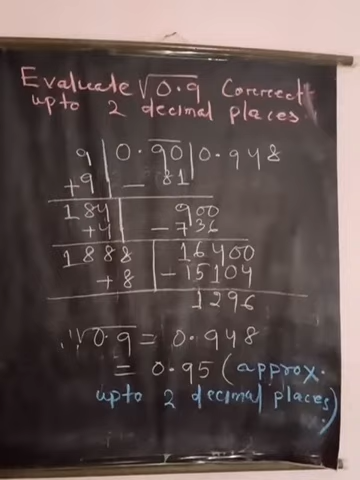 Evaluate √0.9 Correct
upto 2 decimal places.
9 | 0.90 | 0.948
+9 | - 81
184 | 900
+4 | - 736
1888 | 16400
+8 | - 15104
1296
∴ √0.9 = 0.948
= 0.95 (approx.
upto 2 decimal places)